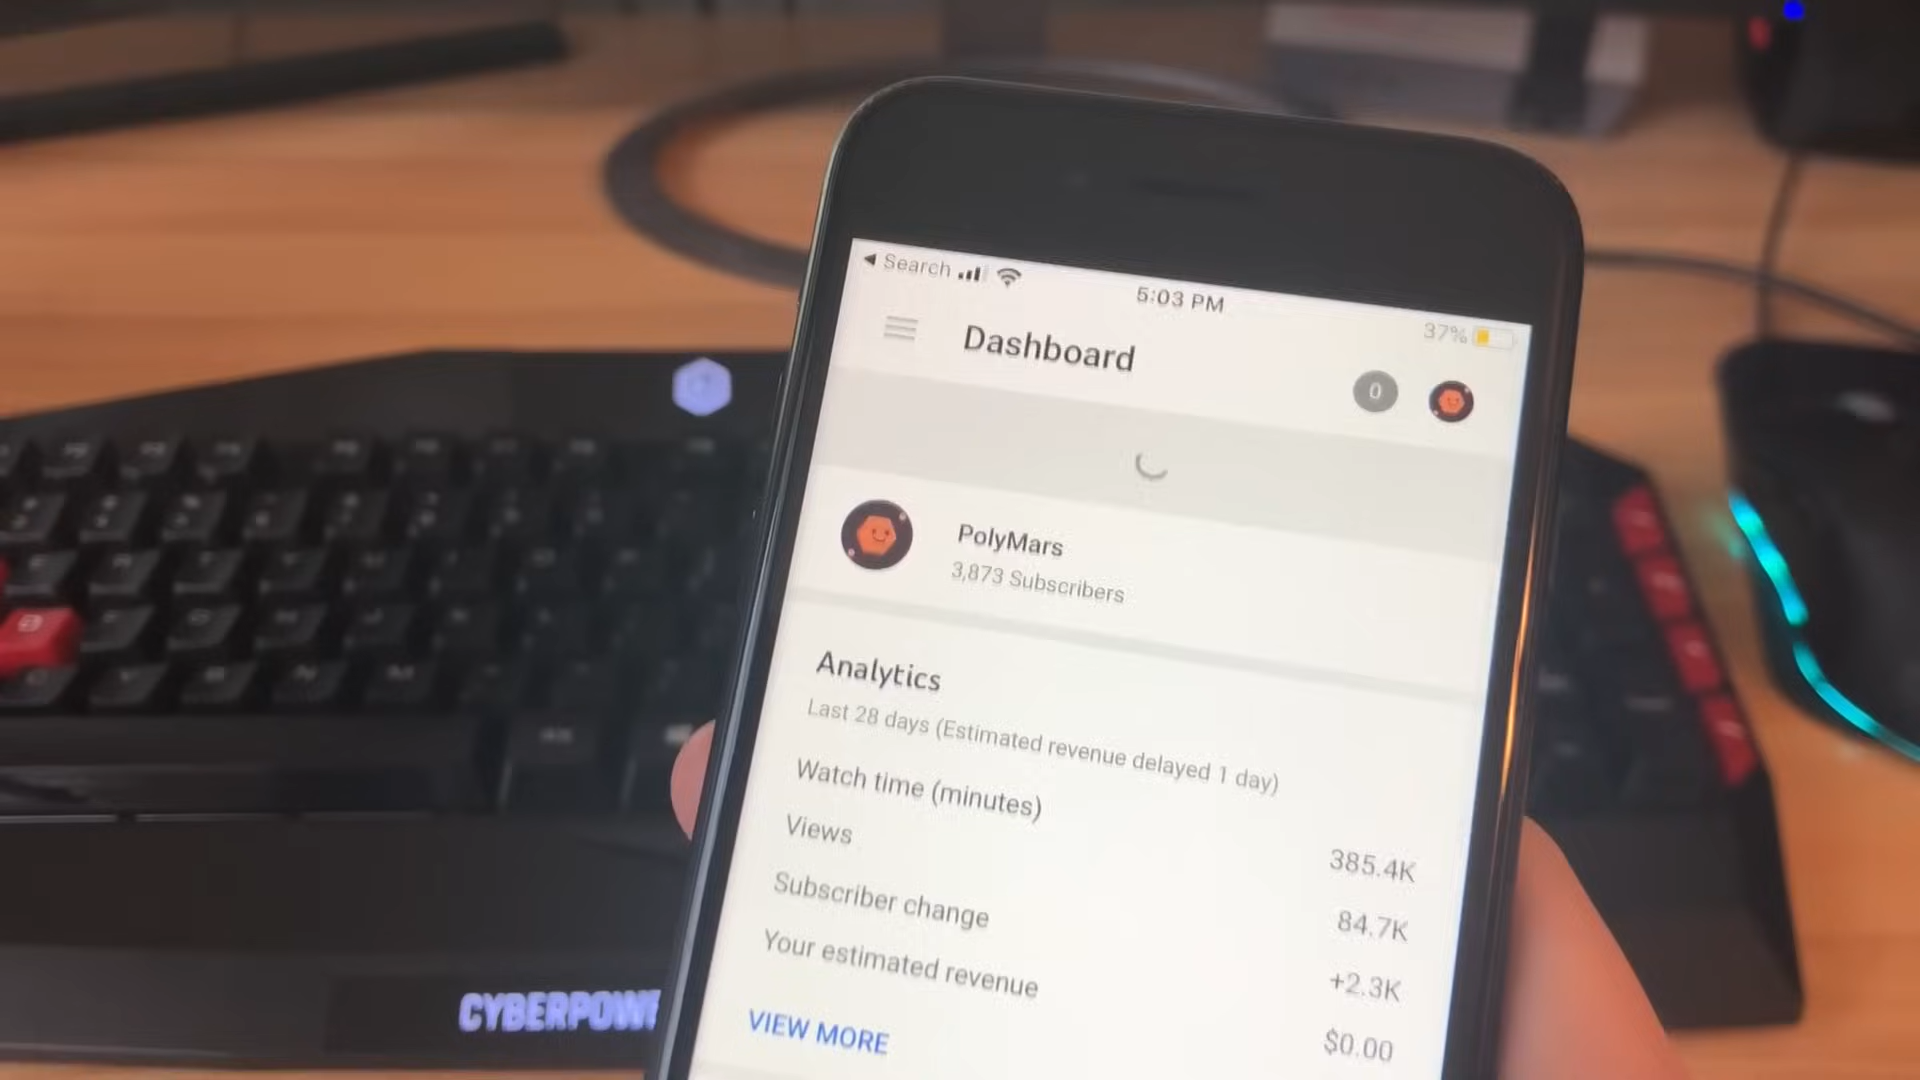 Search
5:03 PM
37%
Dashboard
0
PolyMars
3,873 Subscribers
Analytics
Last 28 days (Estimated revenue delayed 1 day)
Watch time (minutes) 385.4K
Views 84.7K
Subscriber change +2.3K
Your estimated revenue $0.00
VIEW MORE
CYBERPOWE